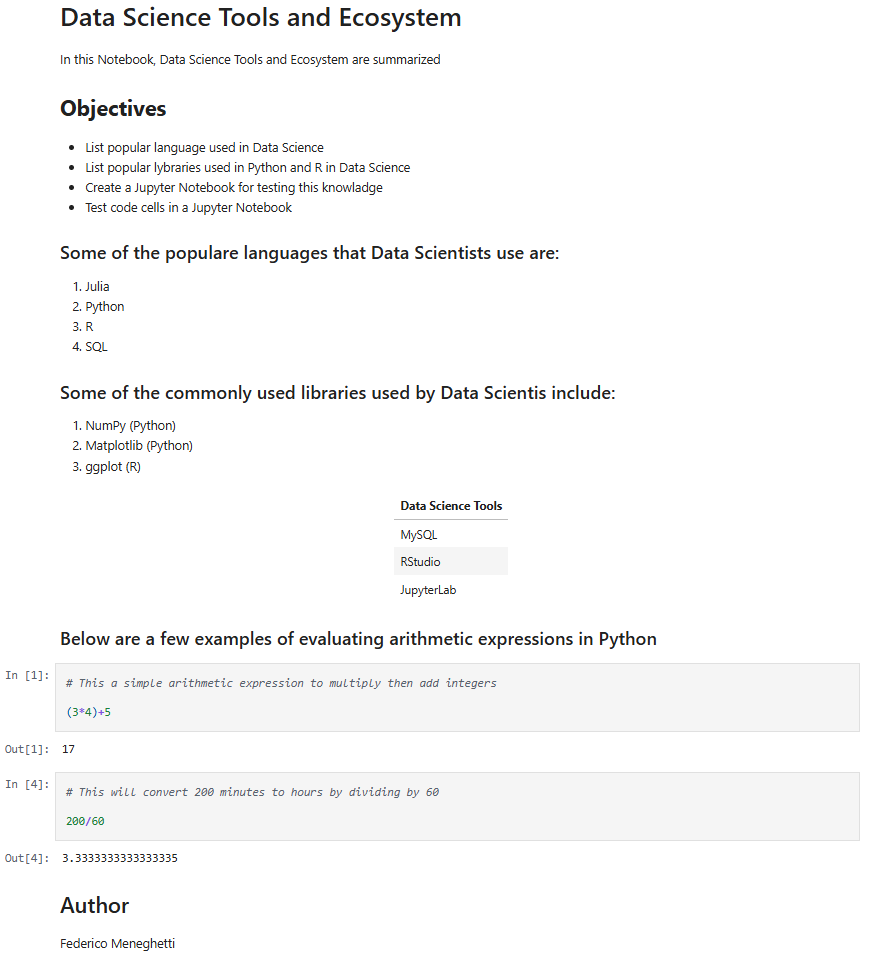 Data Science Tools and Ecosystem
In this Notebook, Data Science Tools and Ecosystem are summarized
Objectives
• List popular language used in Data Science
• List popular lybraries used in Python and R in Data Science
• Create a Jupyter Notebook for testing this knowladge
• Test code cells in a Jupyter Notebook
Some of the populare languages that Data Scientists use are:
1. Julia
2. Python
3. R
4. SQL
Some of the commonly used libraries used by Data Scientis include:
1. NumPy (Python)
2. Matplotlib (Python)
3. ggplot (R)
Data Science Tools
MySQL
RStudio
JupyterLab
Below are a few examples of evaluating arithmetic expressions in Python
In [1]: # This a simple arithmetic expression to multiply then add integers
(3*4)+5
Out[1]: 17
In [4]: # This will convert 200 minutes to hours by dividing by 60
200/60
Out[4]: 3.3333333333333335
Author
Federico Meneghetti